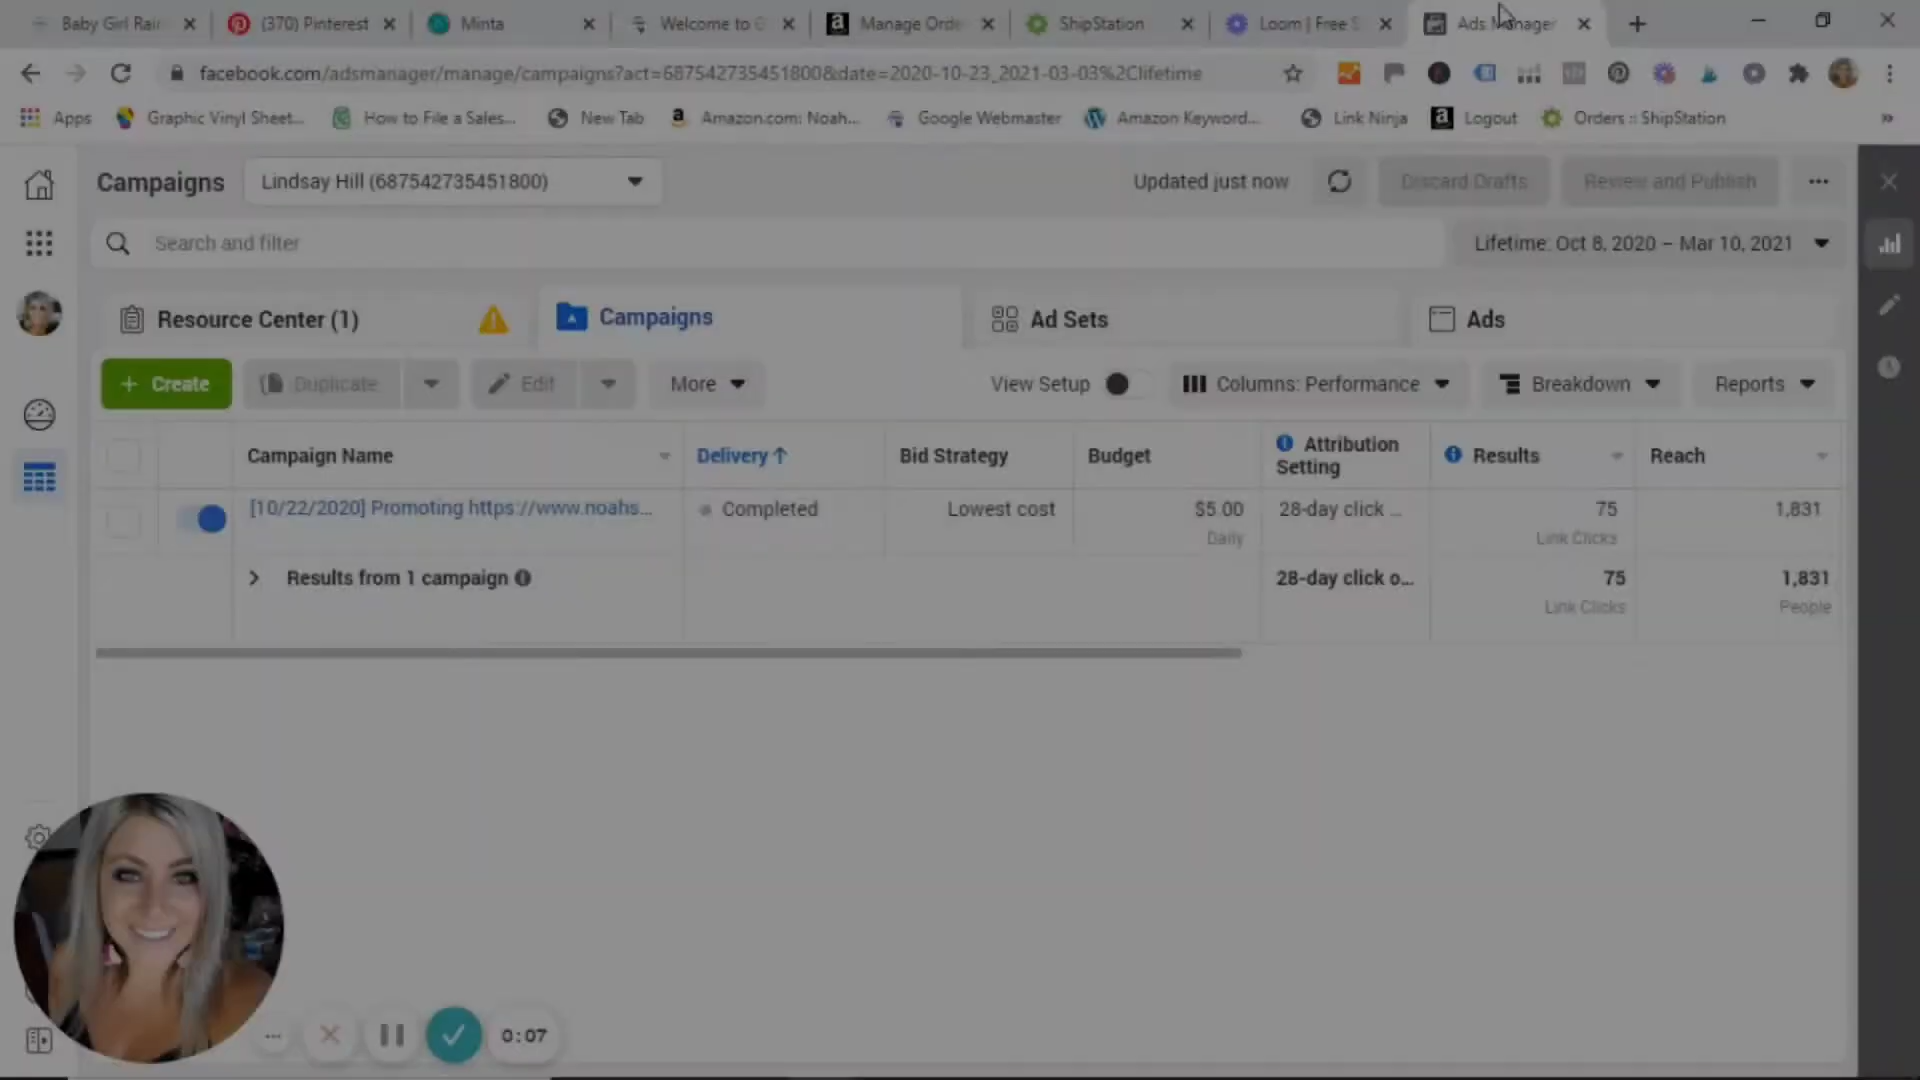 Baby Girl Rain
(370) Pinterest
Minta
Welcome to G
Manage Orde
ShipStation
Loom | Free S
Ads Manager
facebook.com/adsmanager/manage/campaigns?act=687542735451800&date=2020-10-23_2021-03-03%2Clifetime
Apps
Graphic Vinyl Sheet...
How to File a Sales...
New Tab
Amazon.com: Noah...
Google Webmaster
Amazon Keyword...
Link Ninja
Logout
Orders :: ShipStation
»
Campaigns
Lindsay Hill (687542735451800)
Updated just now
Discard Drafts
Review and Publish
Search and filter
Lifetime: Oct 8, 2020 – Mar 10, 2021
Resource Center (1)
Campaigns
Ad Sets
Ads
+ Create
Duplicate
Edit
More
View Setup
Columns: Performance
Breakdown
Reports
Campaign Name
Delivery ↑
Bid Strategy
Budget
Attribution
Setting
Results
Reach
[10/22/2020] Promoting https://www.noahs...
Completed
Lowest cost
$5.00
Daily
28-day click ...
75
Link Clicks
1,831
Results from 1 campaign
28-day click o...
75
Link Clicks
1,831
People
0:07